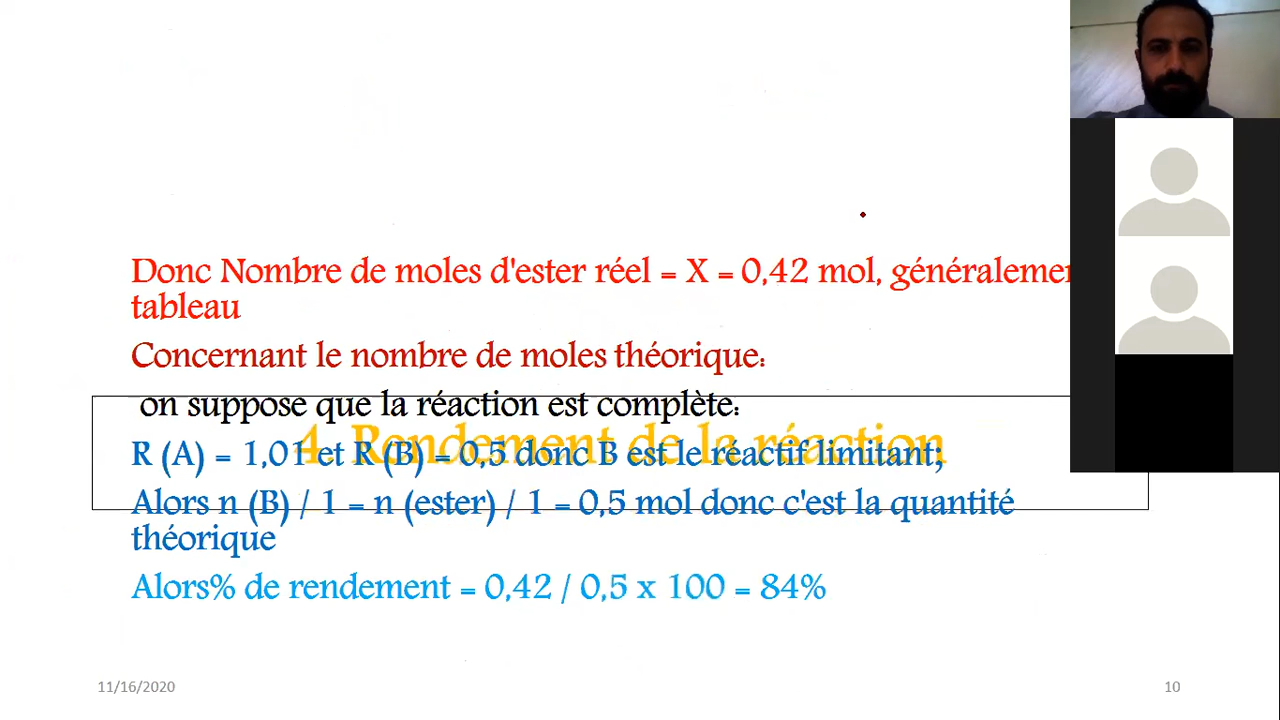 Donc Nombre de moles d'ester réel = X = 0,42 mol, généralemen
tableau
Concernant le nombre de moles théorique:
on suppose que la réaction est complète:
4. Rendement de la réaction
R (A) = 1,01 et R (B) = 0,5 donc B est le réactif limitant;
Alors n (B) / 1 = n (ester) / 1 = 0,5 mol donc c'est la quantité
théorique
Alors% de rendement = 0,42 / 0,5 x 100 = 84%
11/16/2020
10